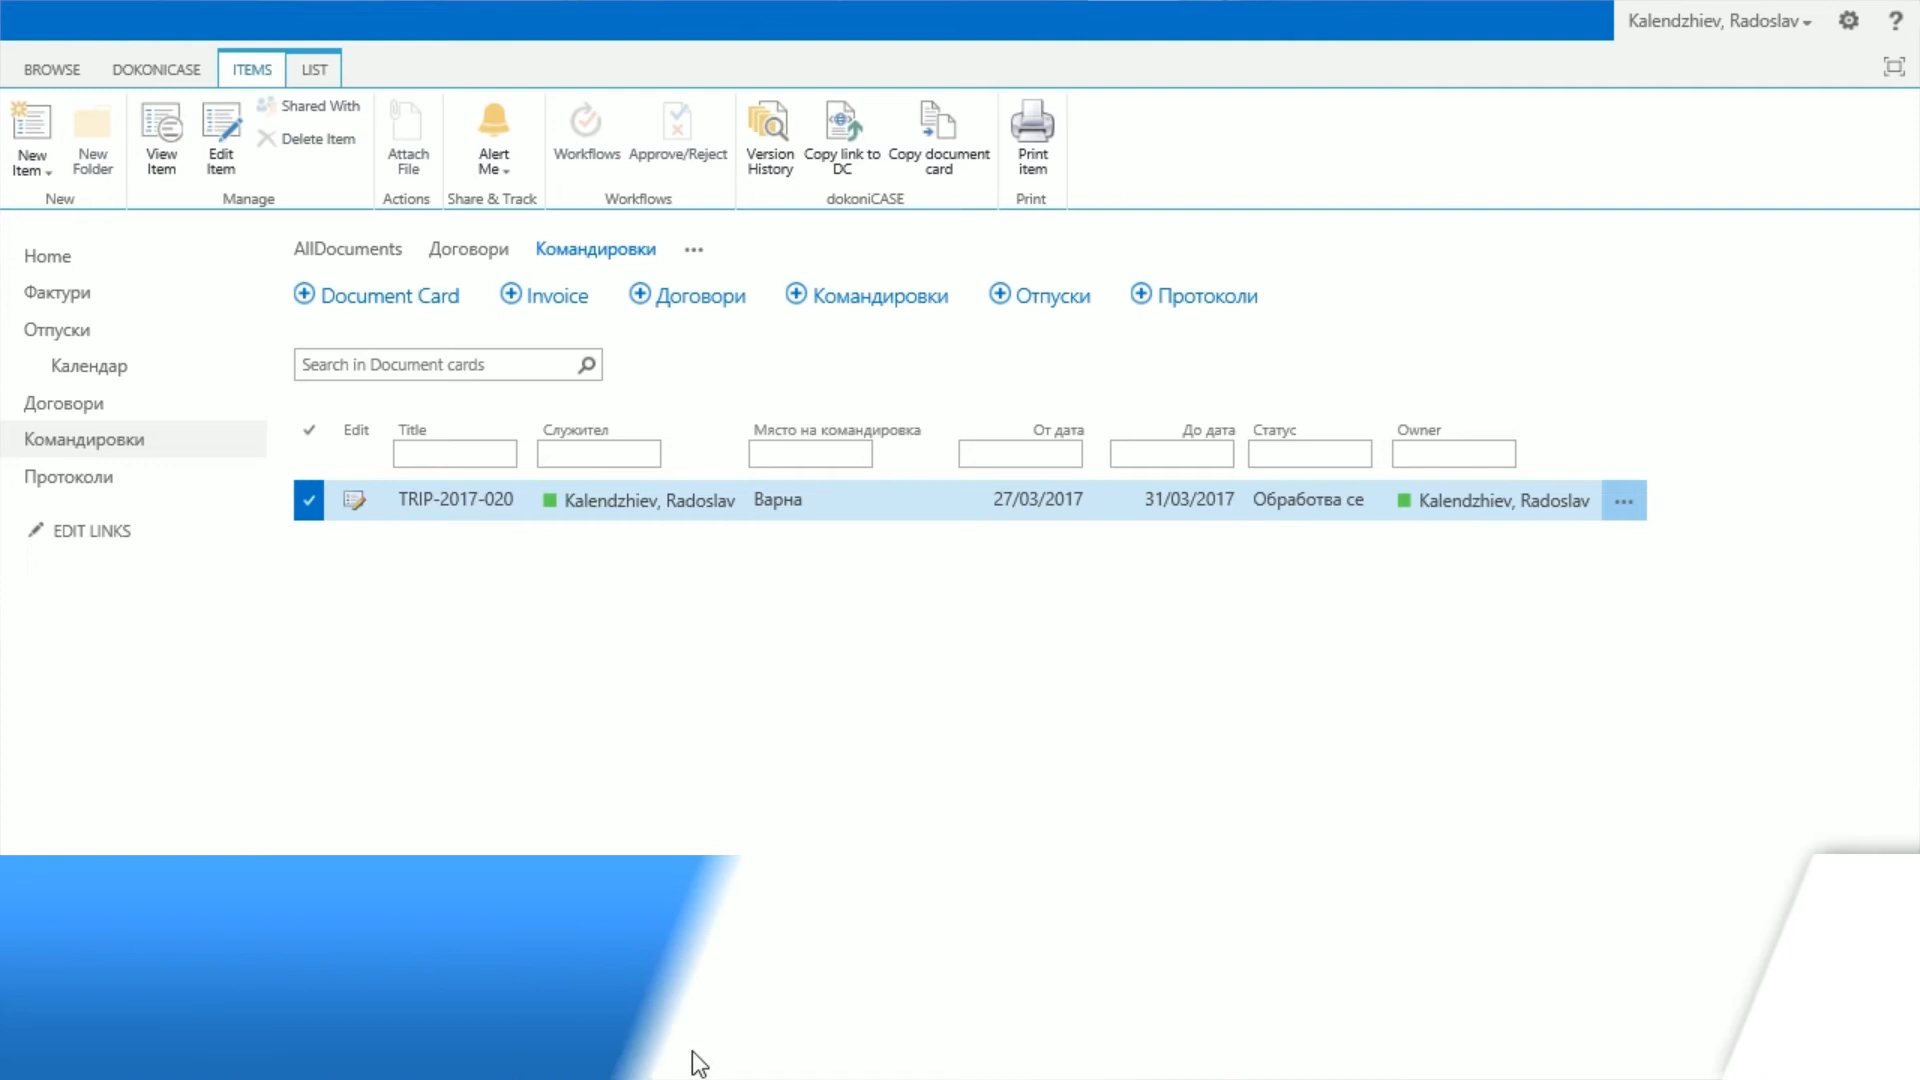 Kalendzhiev, Radoslav
BROWSE DOKONICASE ITEMS LIST
New Item
New Folder
New
View Item
Edit Item
Shared With
Delete Item
Manage
Attach File
Actions
Alert Me
Share & Track
Workflows
Approve/Reject
Workflows
Version History
Copy link to DC
Copy document card
dokoniCASE
Print item
Print
Home
Фактури
Отпуски
Календар
Договори
Командировки
Протоколи
EDIT LINKS
AllDocuments Договори Командировки ...
Document Card Invoice Договори Командировки Отпуски Протоколи
Search in Document cards
Edit Title Служител Място на командировка От дата До дата Статус Owner
TRIP-2017-020 Kalendzhiev, Radoslav Варна 27/03/2017 31/03/2017 Обработва се Kalendzhiev, Radoslav ...